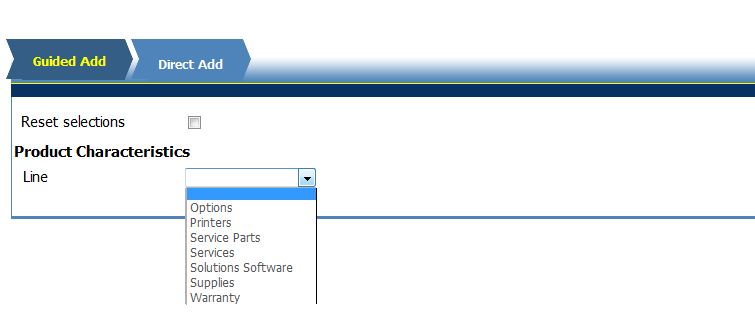 Guided Add
Direct Add
Reset selections
Product Characteristics
Line
Options
Printers
Service Parts
Services
Solutions Software
Supplies
Warranty